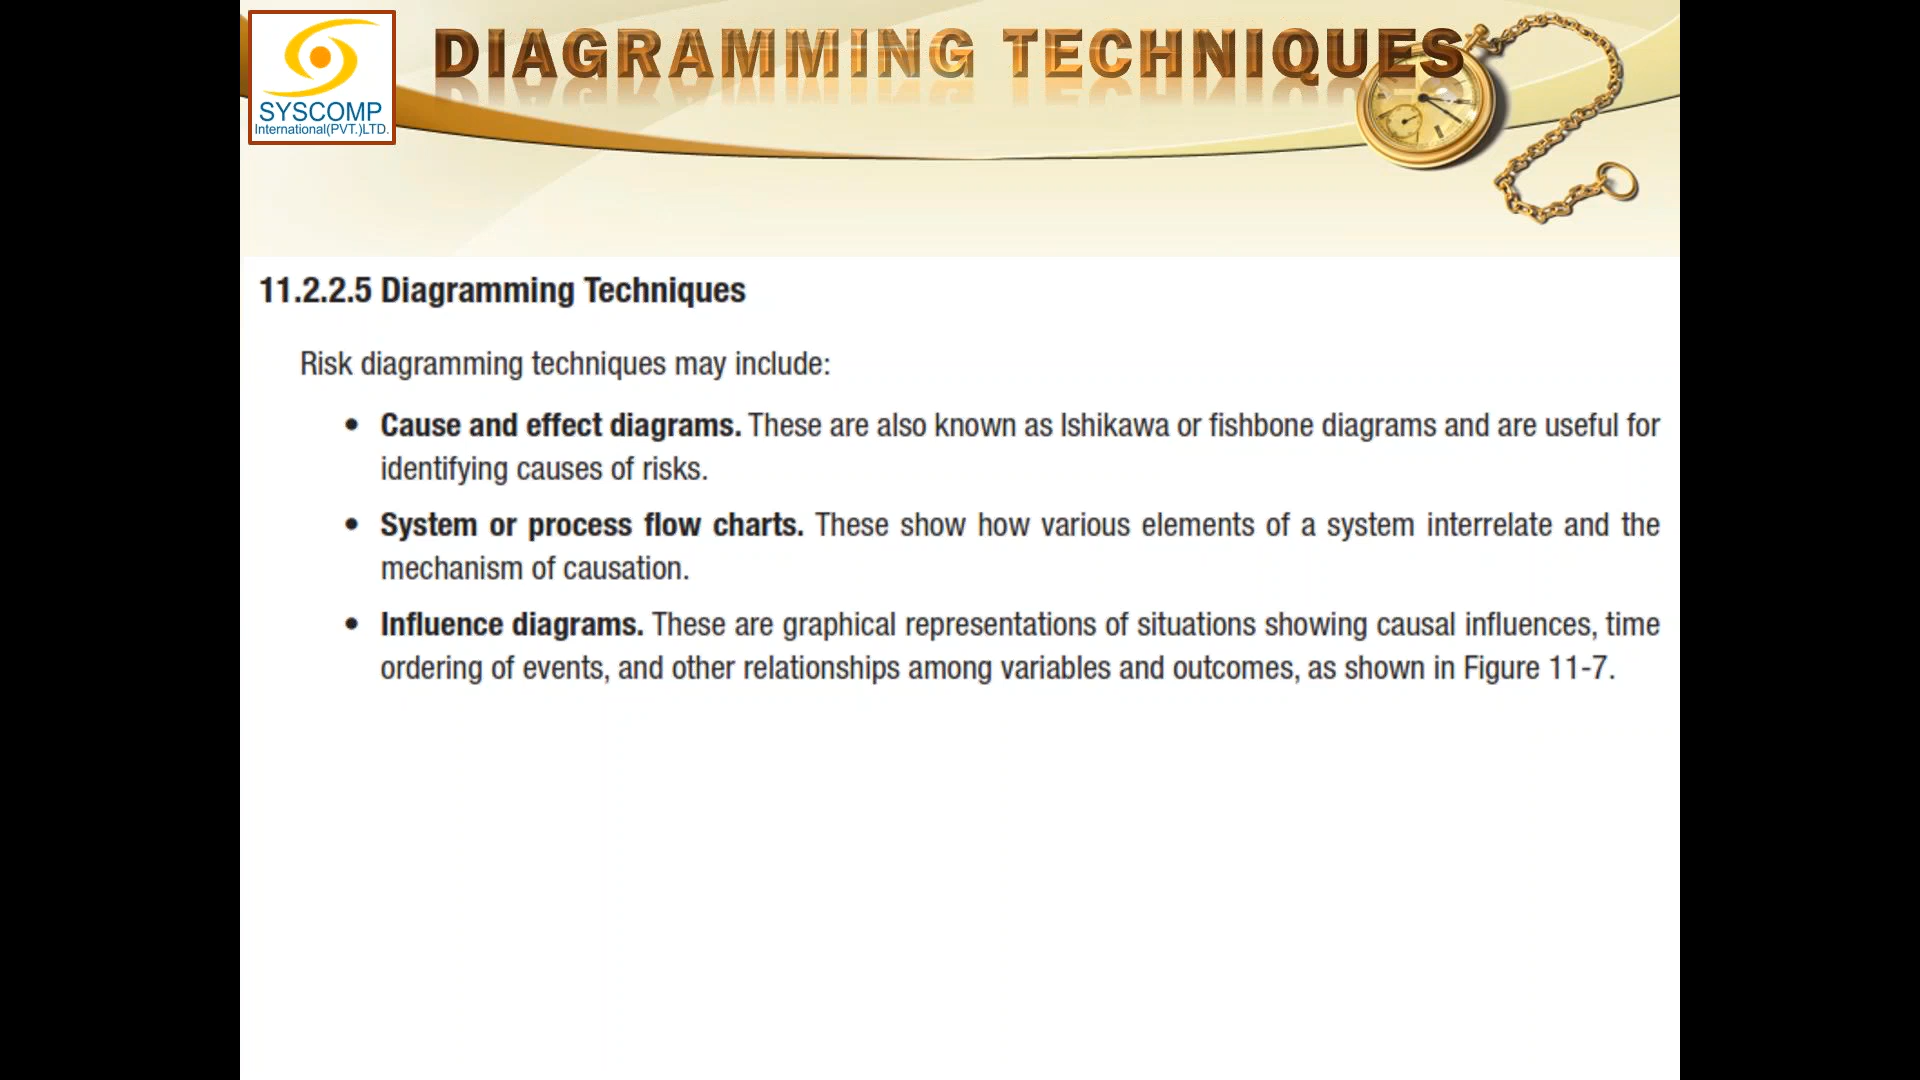 DIAGRAMMING TECHNIQUES
SYSCOMP
International(PVT.)LTD.
11.2.2.5 Diagramming Techniques
Risk diagramming techniques may include:
• Cause and effect diagrams. These are also known as Ishikawa or fishbone diagrams and are useful for
identifying causes of risks.
• System or process flow charts. These show how various elements of a system interrelate and the
mechanism of causation.
• Influence diagrams. These are graphical representations of situations showing causal influences, time
ordering of events, and other relationships among variables and outcomes, as shown in Figure 11-7.